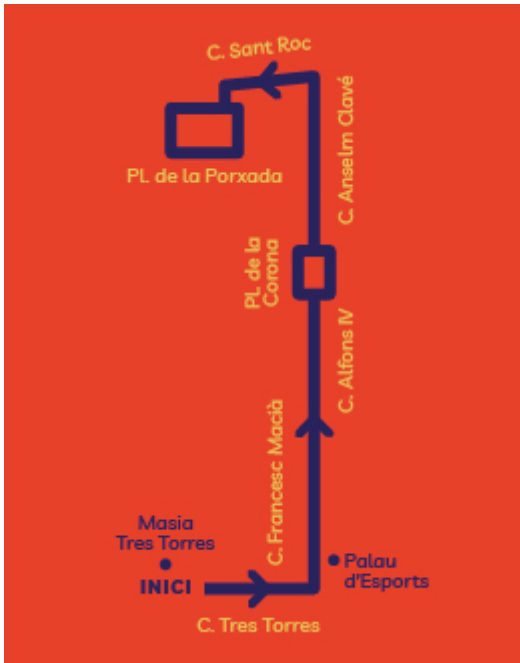 C. Sant Roc
C. Anselm Clavé
Pl. de la Porxada
Pl. de la
Corona
C. Alfons IV
C. Francesc Macià
Masia
Tres Torres
INICI
Palau
d'Esports
C. Tres Torres